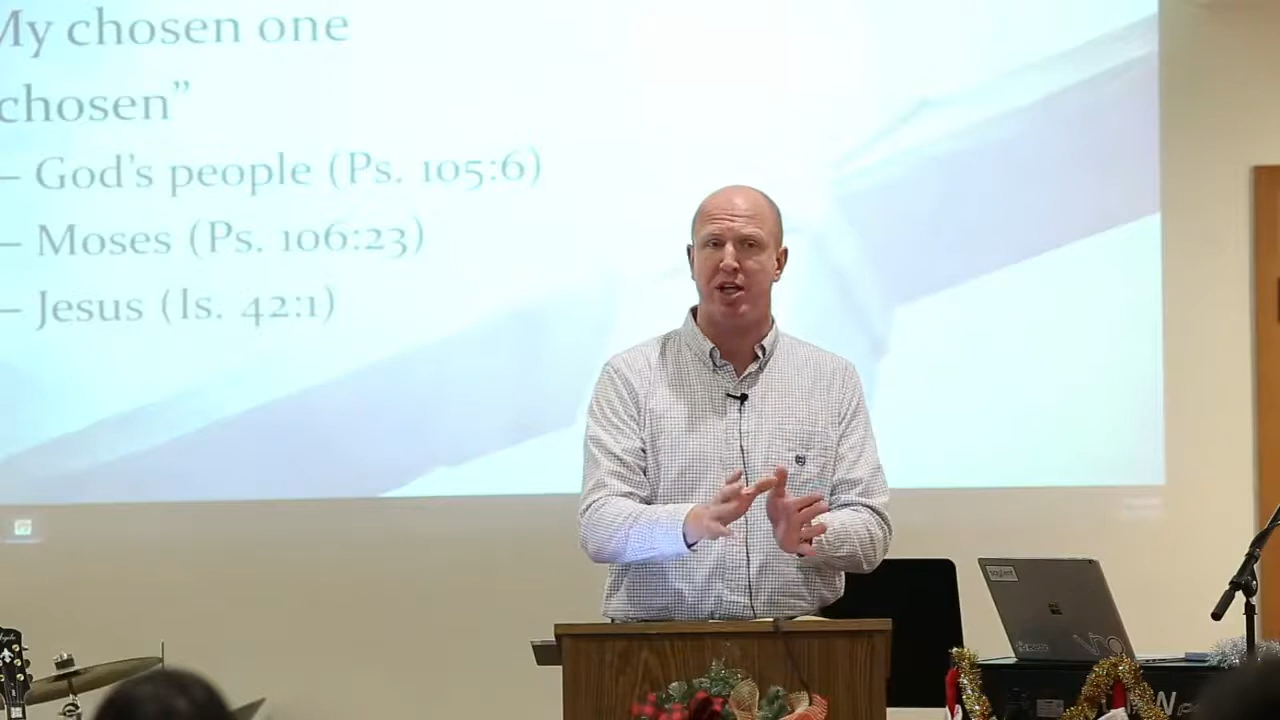 My chosen one
chosen”
– God’s people (Ps. 105:6)
– Moses (Ps. 106:23)
– Jesus (Is. 42:1)